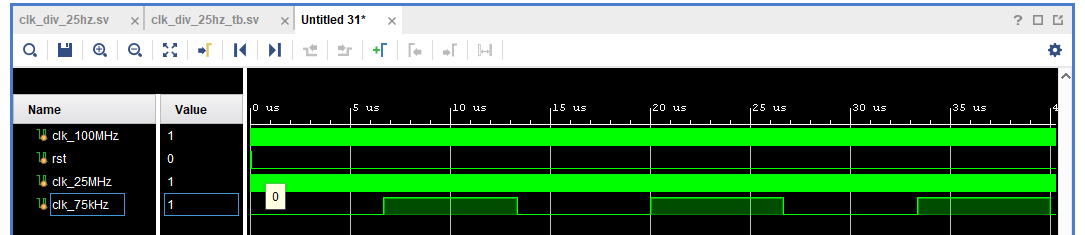 clk_div_25hz.sv × clk_div_25hz_tb.sv × Untitled 31* ×
?
Name Value
0 us 5 us 10 us 15 us 20 us 25 us 30 us 35 us 4
clk_100MHz 1
rst 0
clk_25MHz 1
0
clk_75kHz 1